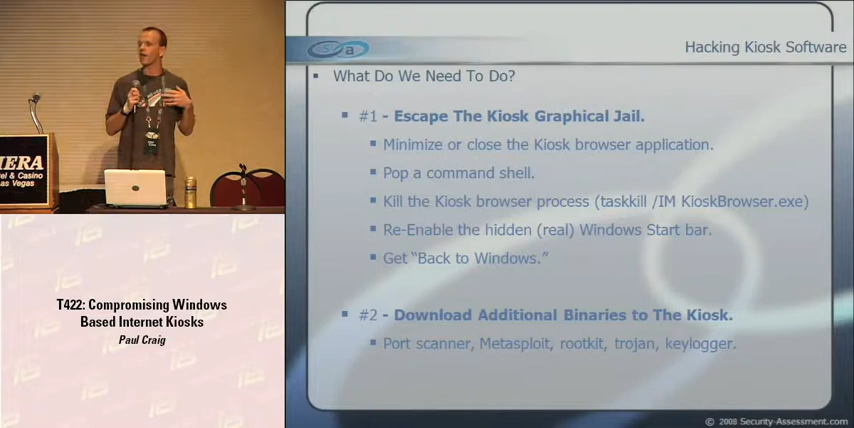 IERA
el & Casino
as Vegas
T422: Compromising Windows
Based Internet Kiosks
Paul Craig
Hacking Kiosk Software
What Do We Need To Do?
#1 - Escape The Kiosk Graphical Jail.
Minimize or close the Kiosk browser application.
Pop a command shell.
Kill the Kiosk browser process (taskkill /IM KioskBrowser.exe)
Re-Enable the hidden (real) Windows Start bar.
Get “Back to Windows.”
#2 - Download Additional Binaries to The Kiosk.
Port scanner, Metasploit, rootkit, trojan, keylogger.
© 2008 Security-Assessment.com